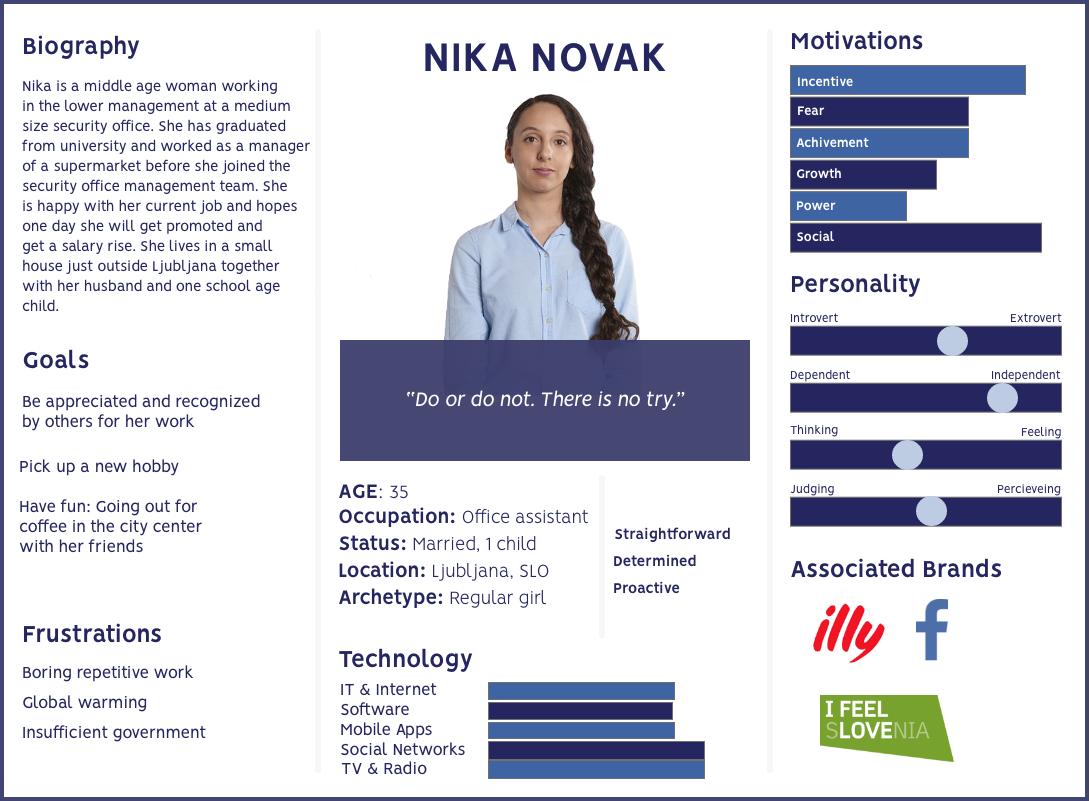 Biography
Nika is a middle age woman working
in the lower management at a medium
size security office. She has graduated
from university and worked as a manager
of a supermarket before she joined the
security office management team. She
is happy with her current job and hopes
one day she will get promoted and
get a salary rise. She lives in a small
house just outside Ljubljana together
with her husband and one school age
child.
Goals
Be appreciated and recognized
by others for her work
Pick up a new hobby
Have fun: Going out for
coffee in the city center
with her friends
Frustrations
Boring repetitive work
Global warming
Insufficient government
NIKA NOVAK
“Do or do not. There is no try.”
AGE: 35
Occupation: Office assistant
Status: Married, 1 child
Location: Ljubljana, SLO
Archetype: Regular girl
Straightforward
Determined
Proactive
Technology
IT & Internet
Software
Mobile Apps
Social Networks
TV & Radio
Motivations
Incentive
Fear
Achivement
Growth
Power
Social
Personality
Introvert Extrovert
Dependent Independent
Thinking Feeling
Judging Percieveing
Associated Brands
illy f
I FEEL
SLOVENIA